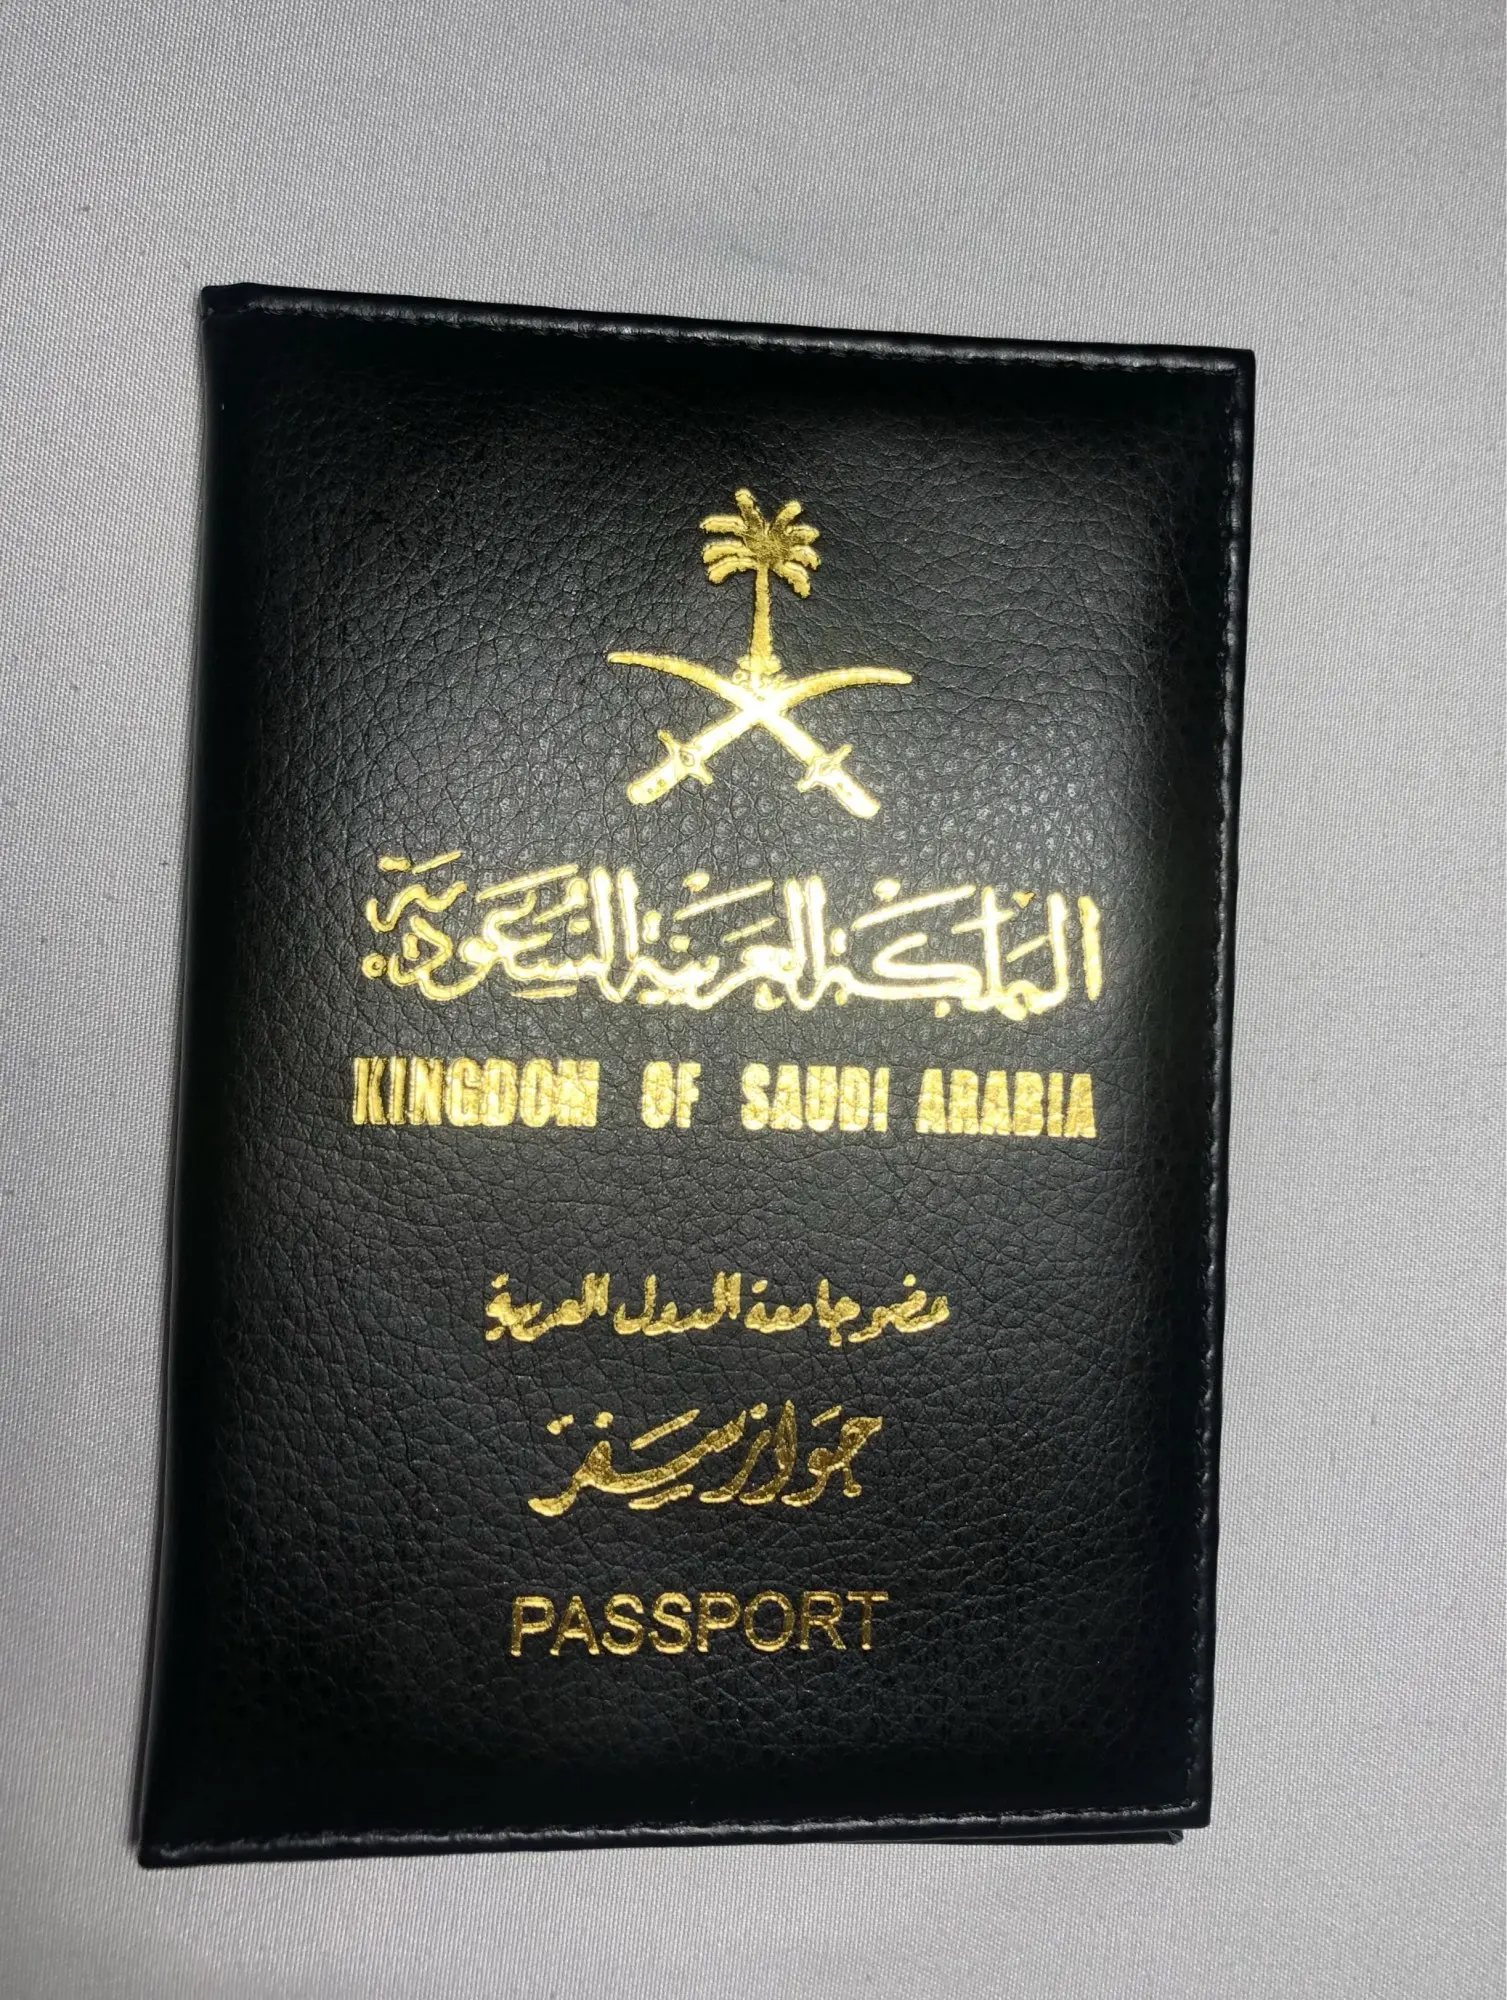 المملكة العربية السعودية
KINGDOM OF SAUDI ARABIA
عضو جامعة الدول العربية
جواز سفر
PASSPORT